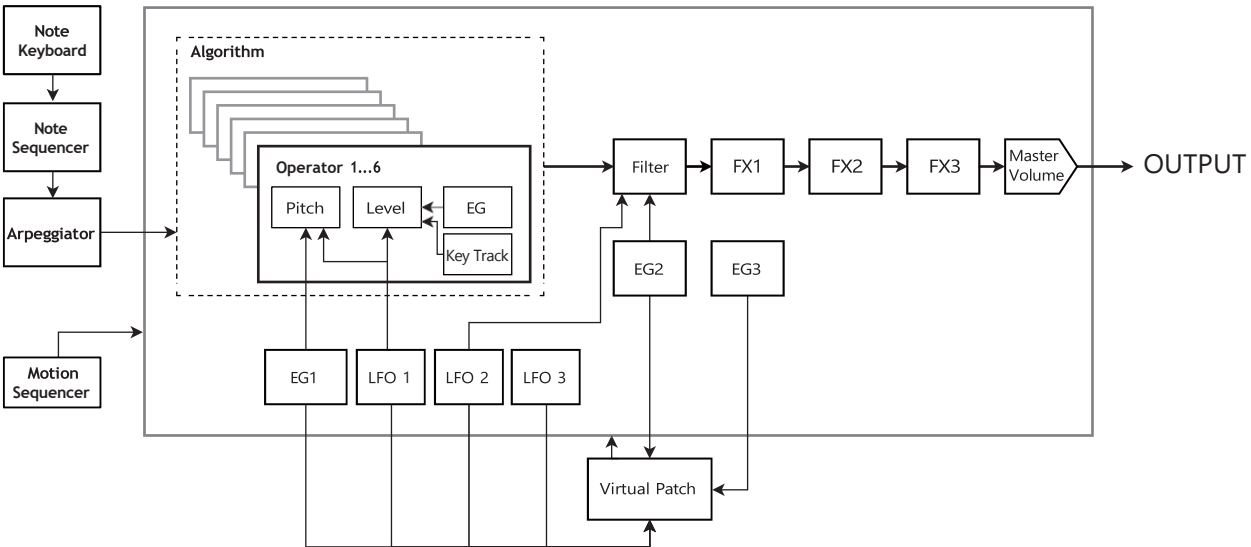 Note
Keyboard
Note
Sequencer
Arpeggiator
Motion
Sequencer
Algorithm
Operator 1...6
Pitch
Level
EG
Key Track
EG1
LFO 1
LFO 2
LFO 3
Filter
FX1
FX2
FX3
Master
Volume
OUTPUT
EG2
EG3
Virtual Patch